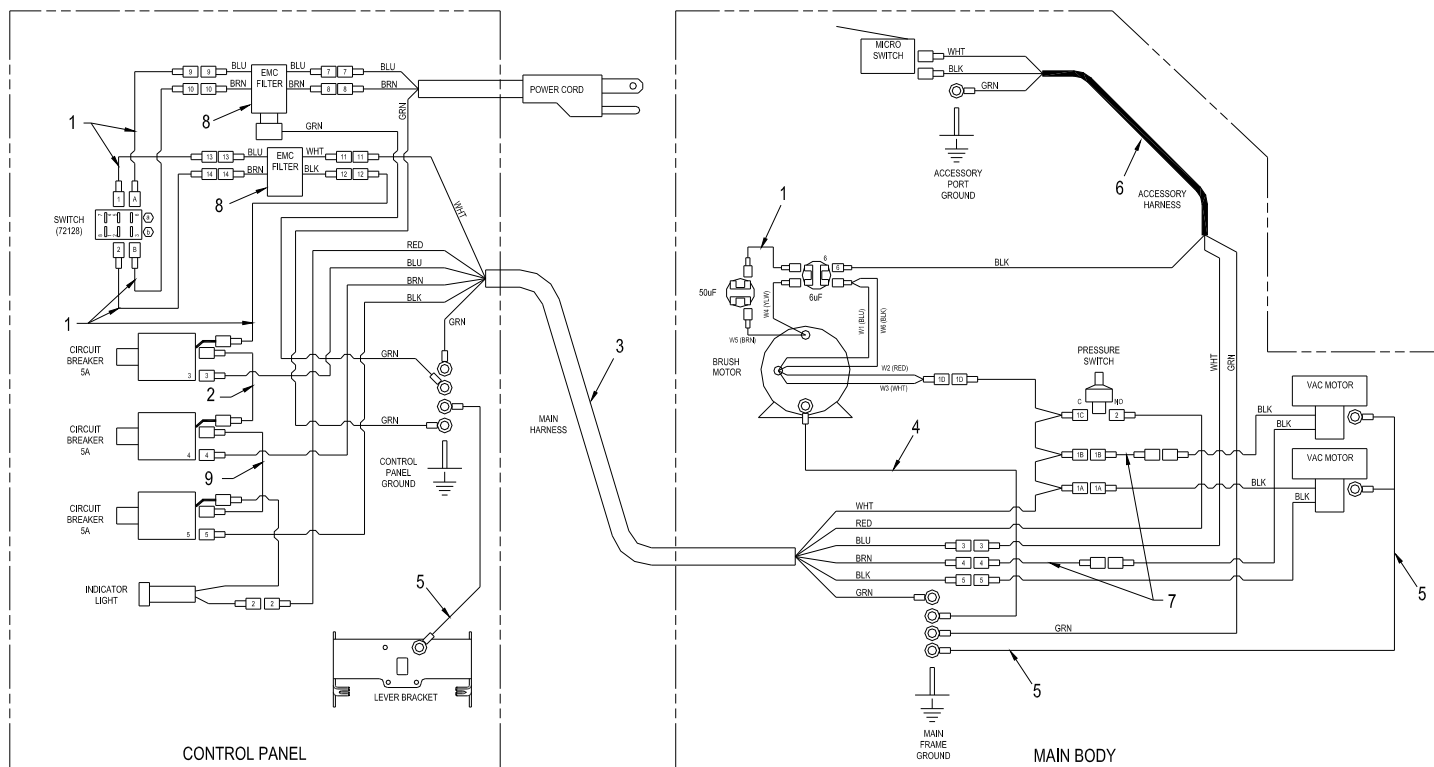 9 9 BLU EMC FILTER BLU 7 7 BLU
10 10 BRN BRN 8 8 BRN
POWER CORD
GRN
8
GRN
1
13 13 BLU EMC FILTER WHT 11 11
14 14 BRN BLK 12 12
8
1 A
SWITCH
(72128)
a
b
2 B
WHT
RED
BLU
BRN
BLK
GRN
1
CIRCUIT
BREAKER
5A
3 3
2
GRN
CIRCUIT
BREAKER
5A
4 4
9
GRN
CONTROL
PANEL
GROUND
CIRCUIT
BREAKER
5A
5 5
INDICATOR
LIGHT
2 2
5
LEVER BRACKET
CONTROL PANEL
3
MAIN
HARNESS
MICRO
SWITCH
WHT
BLK
GRN
ACCESSORY
PORT
GROUND
6
ACCESSORY
HARNESS
1
6
6
BLK
50uF
6uF
W4 (YLW)
W1 (BLU)
W6 (BLK)
W5 (BRN)
BRUSH
MOTOR
W2 (RED)
W3 (WHT)
1D 1D
PRESSURE
SWITCH
C NO
1C 2
WHT
GRN
VAC MOTOR
BLK
BLK
1B 1B
VAC MOTOR
1A 1A
BLK
BLK
4
WHT
RED
BLU 3 3
BRN 4 4
BLK 5 5
GRN
7
5
GRN
5
MAIN
FRAME
GROUND
MAIN BODY